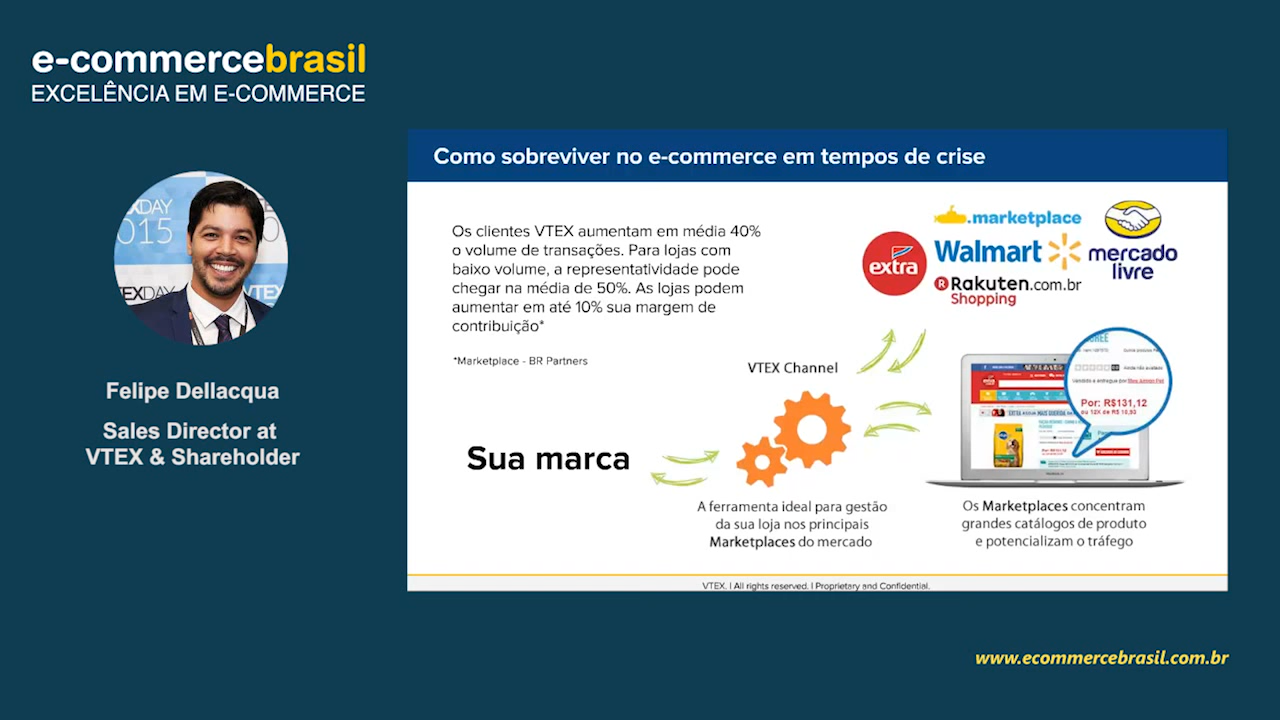 e-commercebrasil
EXCELÊNCIA EM E-COMMERCE
Felipe Dellacqua
Sales Director at
VTEX & Shareholder
Como sobreviver no e-commerce em tempos de crise
Os clientes VTEX aumentam em média 40%
o volume de transações. Para lojas com
baixo volume, a representatividade pode
chegar na média de 50%. As lojas podem
aumentar em até 10% sua margem de
contribuição*
*Marketplace - BR Partners
.marketplace
extra
Walmart
mercado
livre
Rakuten.com.br
Shopping
VTEX Channel
Sua marca
Por: R$131,12
A ferramenta ideal para gestão
da sua loja nos principais
Marketplaces do mercado
Os Marketplaces concentram
grandes catálogos de produto
e potencializam o tráfego
VTEX. | All rights reserved. | Proprietary and Confidential.
www.ecommercebrasil.com.br